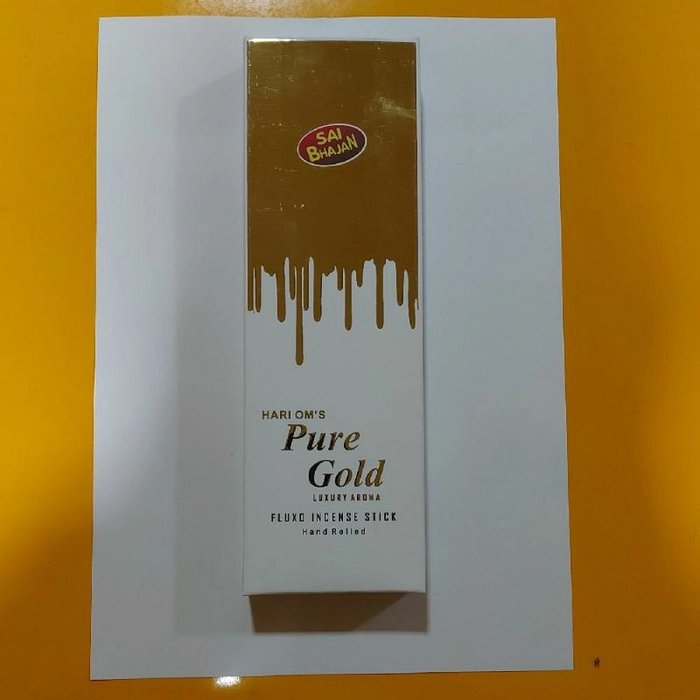 SAI
BHAJAN
HARI OM'S
Pure
Gold
LUXURY AROMA
FLUXO INCENSE STICK
Hand Rolled